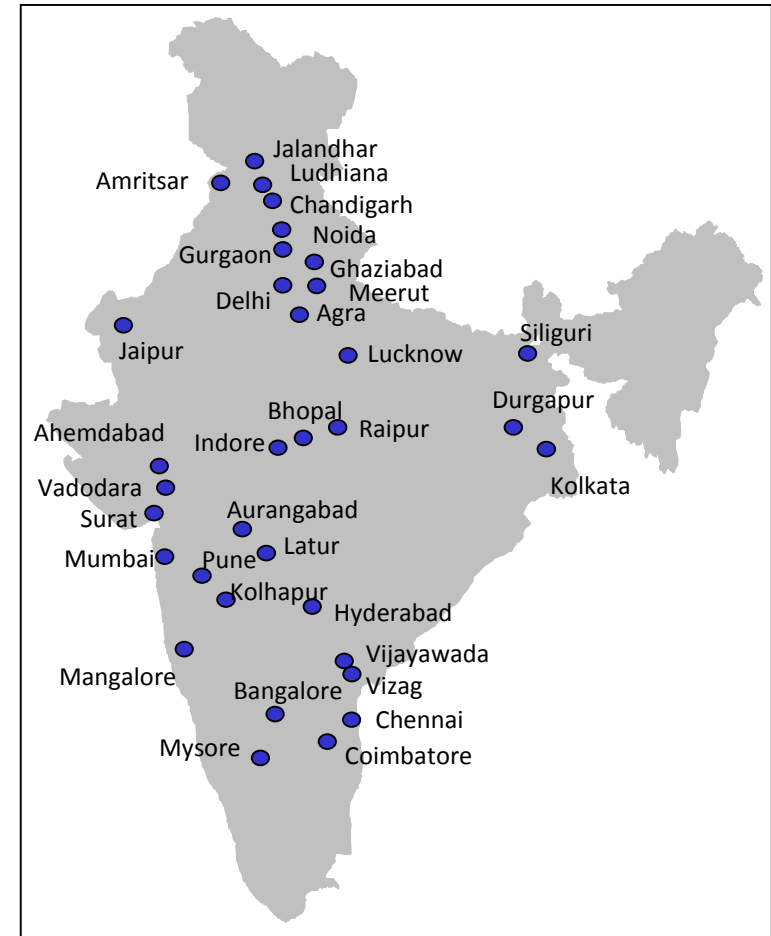 Jalandhar
Ludhiana
Amritsar
Chandigarh
Noida
Gurgaon
Ghaziabad
Delhi
Meerut
Agra
Siliguri
Jaipur
Lucknow
Durgapur
Bhopal
Raipur
Ahemdabad
Indore
Kolkata
Vadodara
Surat
Aurangabad
Latur
Mumbai
Pune
Kolhapur
Hyderabad
Vijayawada
Mangalore
Vizag
Bangalore
Chennai
Mysore
Coimbatore